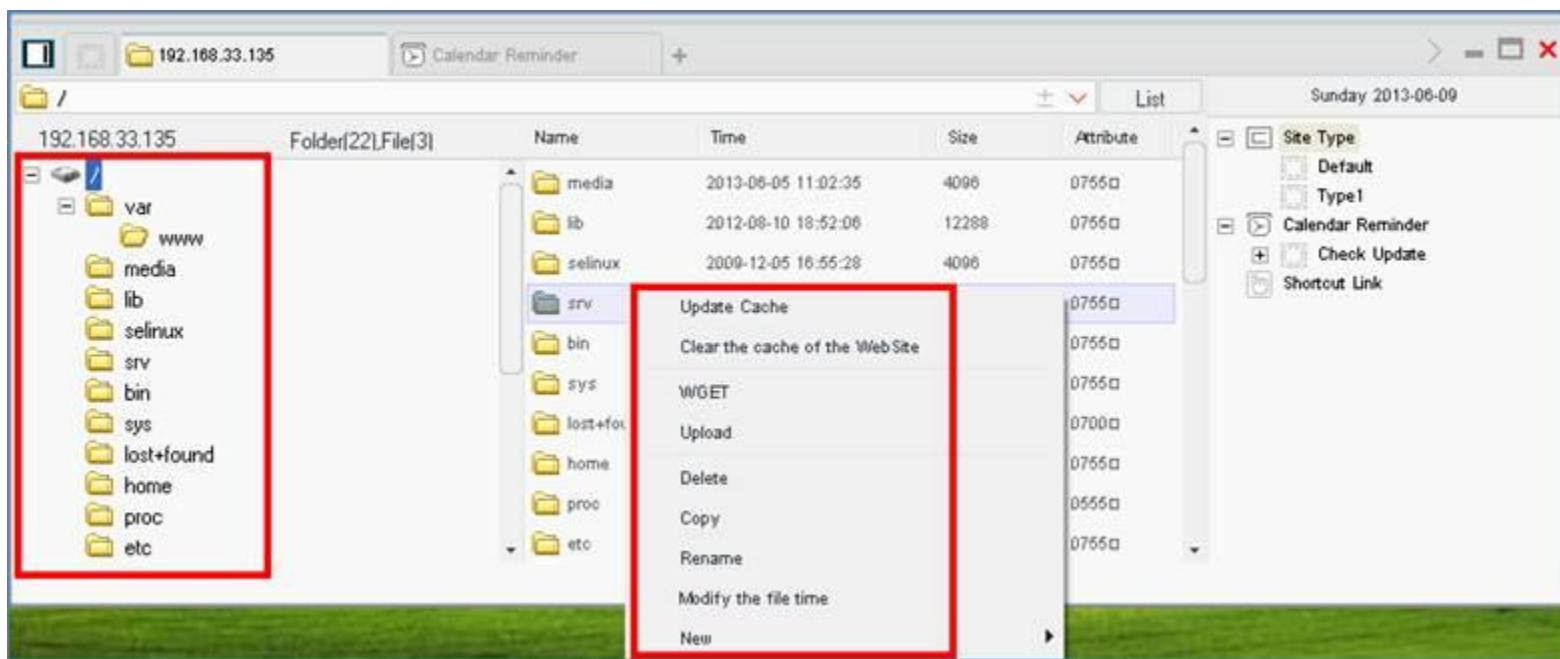 192.168.33.135 Calendar Reminder +
/ List Sunday 2013-06-09
192.168.33.135 Folder(22),File(3) Name Time Size Attribute
/
var
www
media
lib
selinux
srv
bin
sys
lost+found
home
proc
etc
media 2013-06-05 11:02:35 4096 0755
lib 2012-08-10 18:52:06 12288 0755
selinux 2009-12-05 16:55:28 4096 0755
srv 0755
bin 0755
sys 0755
lost+fou 0700
home 0755
proc 0555
etc 0755
Update Cache
Clear the cache of the WebSite
WGET
Upload
Delete
Copy
Rename
Modify the file time
New
Site Type
Default
Type1
Calendar Reminder
Check Update
Shortcut Link